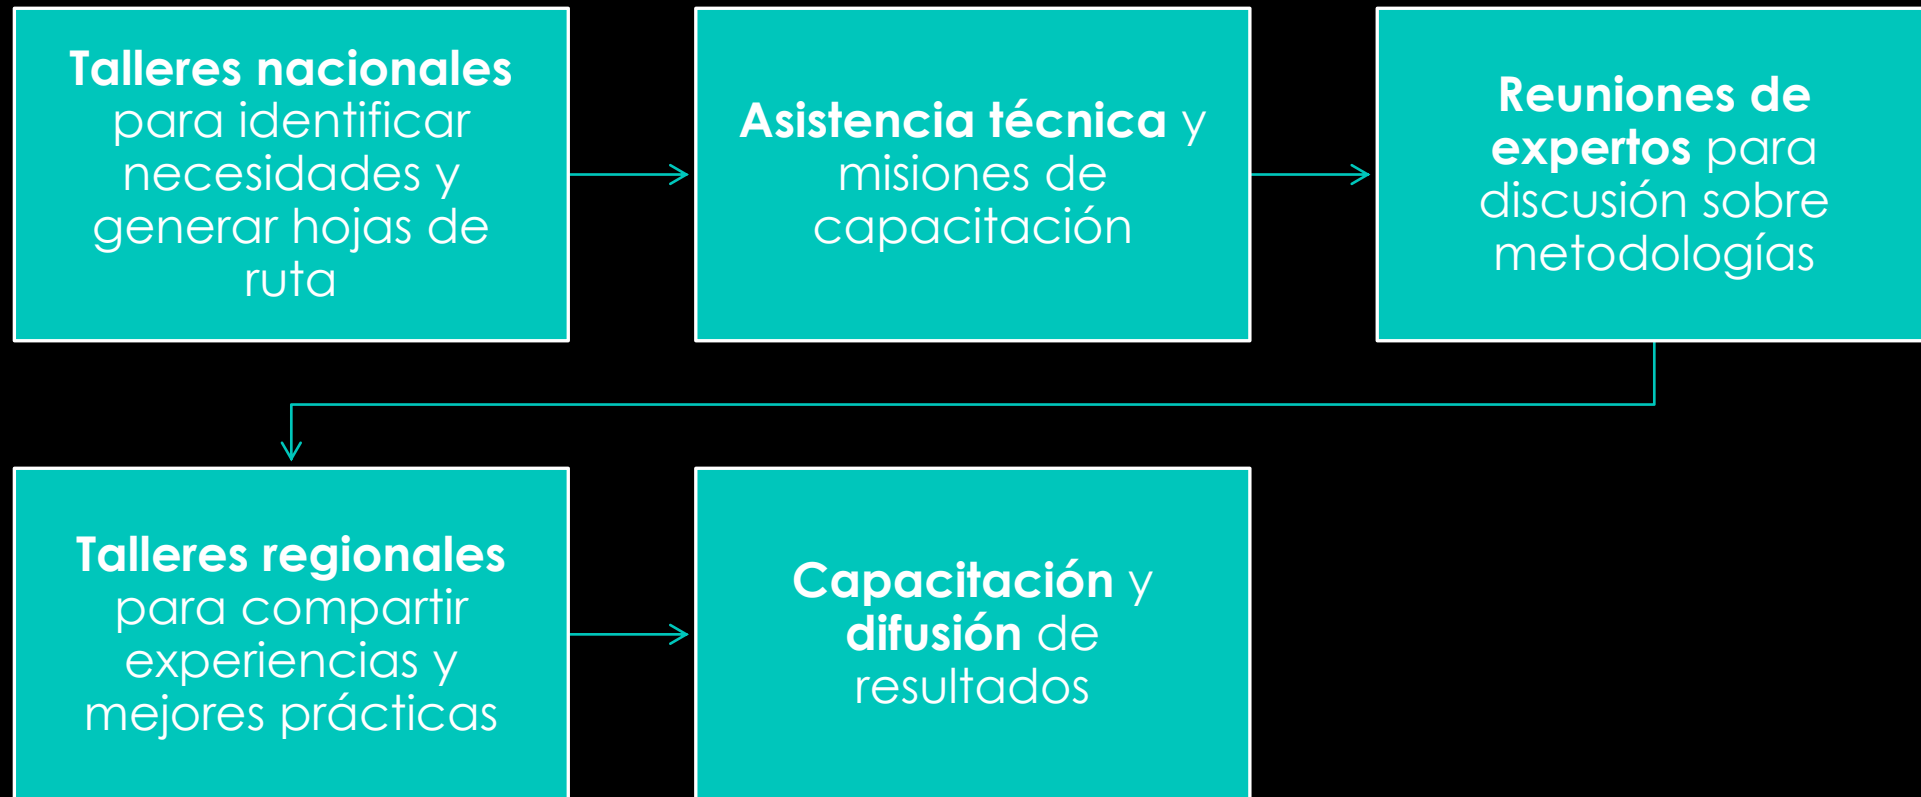 Talleres nacionales
para identificar
necesidades y
generar hojas de
ruta
Asistencia técnica y
misiones de
capacitación
Reuniones de
expertos para
discusión sobre
metodologías
Talleres regionales
para compartir
experiencias y
mejores prácticas
Capacitación y
difusión de
resultados